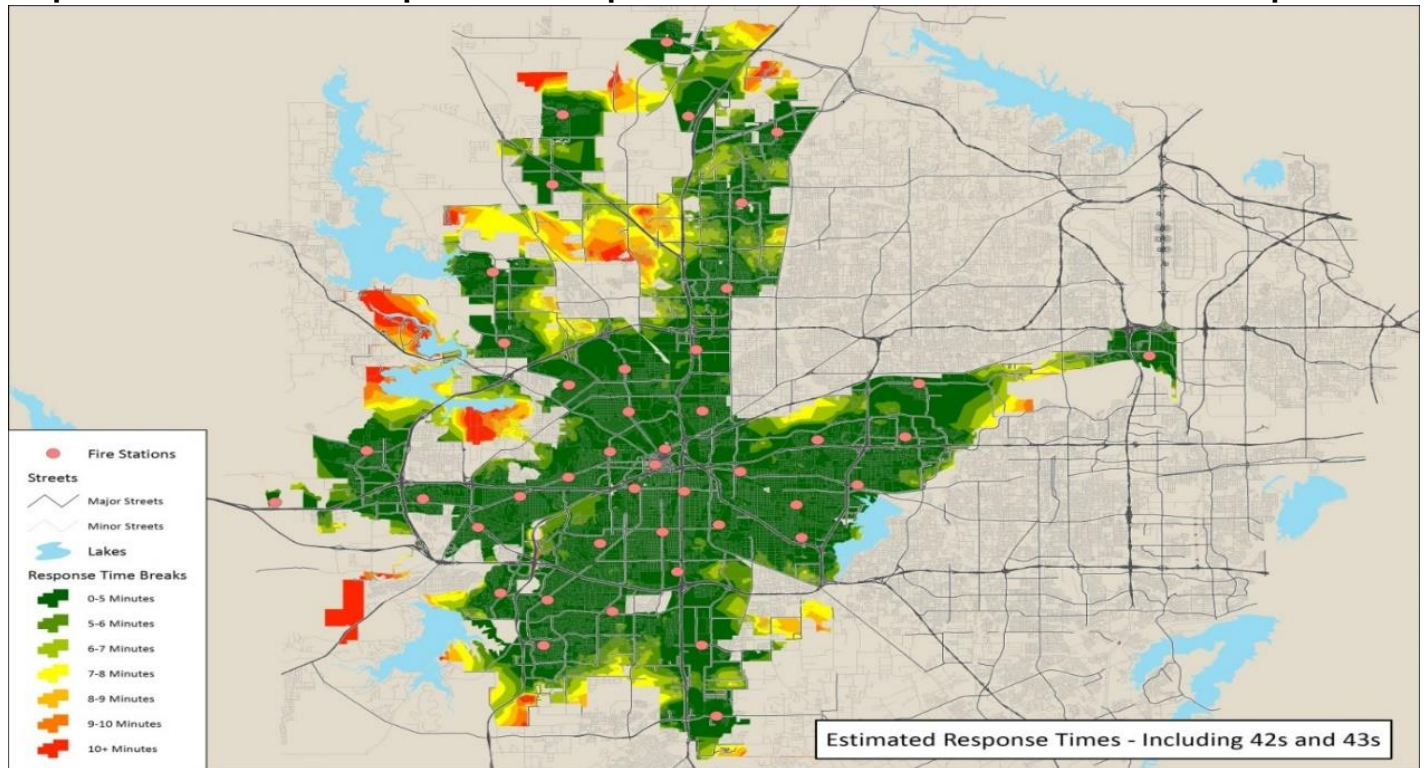 Fire Stations
Streets
Major Streets
Minor Streets
Lakes
Response Time Breaks
0-5 Minutes
5-6 Minutes
6-7 Minutes
7-8 Minutes
8-9 Minutes
9-10 Minutes
10+ Minutes
Estimated Response Times - Including 42s and 43s